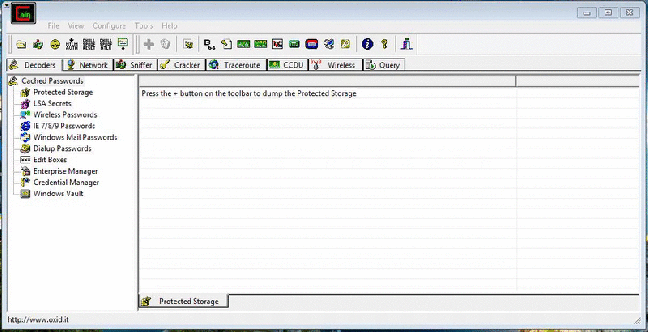 Cain
File View Configure Tools Help
Decoders Network Sniffer Cracker Traceroute CCDU Wireless Query
Cached Passwords
Protected Storage
LSA Secrets
Wireless Passwords
IE 7/8/9 Passwords
Windows Mail Passwords
Dialup Passwords
Edit Boxes
Enterprise Manager
Credential Manager
Windows Vault
Press the + button on the toolbar to dump the Protected Storage
Protected Storage
http://www.oxid.it